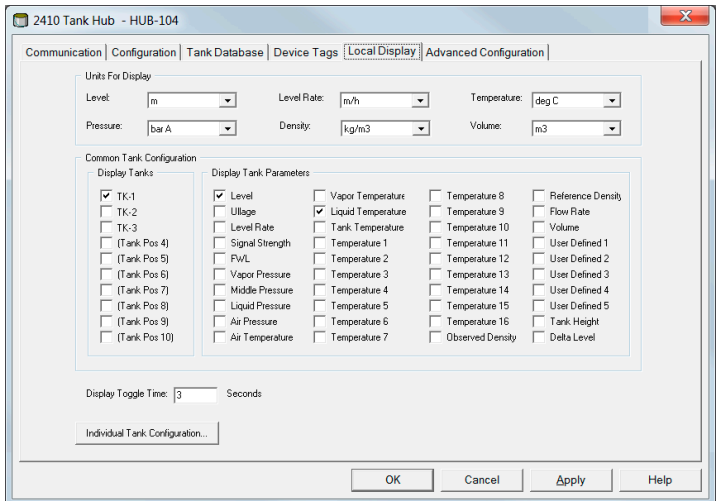 2410 Tank Hub - HUB-104
Communication Configuration Tank Database Device Tags Local Display Advanced Configuration
Units For Display
Level: m Level Rate: m/h Temperature: deg C
Pressure: bar A Density: kg/m3 Volume: m3
Common Tank Configuration
Display Tanks Display Tank Parameters
TK-1 Level Vapor Temperature Temperature 8 Reference Density
TK-2 Ullage Liquid Temperature Temperature 9 Flow Rate
TK-3 Level Rate Tank Temperature Temperature 10 Volume
(Tank Pos 4) Signal Strength Temperature 1 Temperature 11 User Defined 1
(Tank Pos 5) FWL Temperature 2 Temperature 12 User Defined 2
(Tank Pos 6) Vapor Pressure Temperature 3 Temperature 13 User Defined 3
(Tank Pos 7) Middle Pressure Temperature 4 Temperature 14 User Defined 4
(Tank Pos 8) Liquid Pressure Temperature 5 Temperature 15 User Defined 5
(Tank Pos 9) Air Pressure Temperature 6 Temperature 16 Tank Height
(Tank Pos 10) Air Temperature Temperature 7 Observed Density Delta Level
Display Toggle Time: 3 Seconds
Individual Tank Configuration...
OK Cancel Apply Help